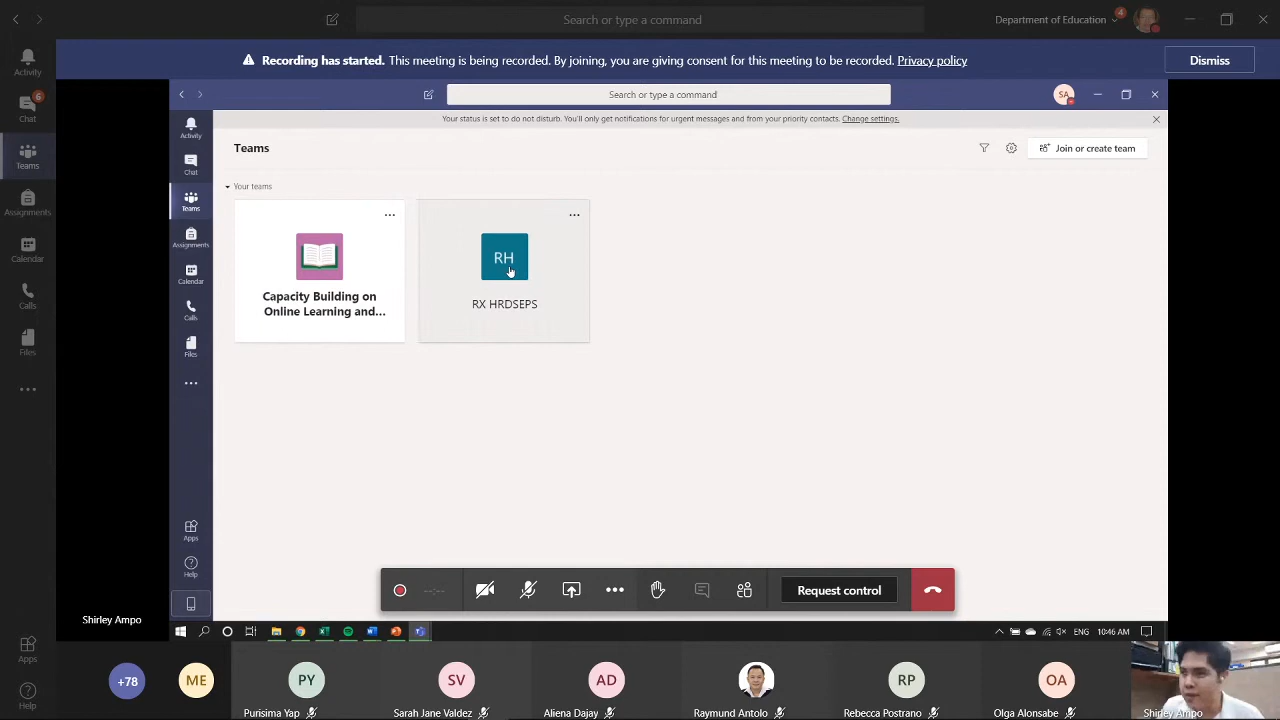 Search or type a command
Department of Education
4
Recording has started. This meeting is being recorded. By joining, you are giving consent for this meeting to be recorded. Privacy policy
Dismiss
Activity
Chat
6
Teams
Assignments
Calendar
Calls
Files
Apps
Help
Search or type a command
SA
Your status is set to do not disturb. You'll only get notifications for urgent messages and from your priority contacts. Change settings.
Activity
Chat
Teams
Assignments
Calendar
Calls
Files
Apps
Help
Teams
Join or create team
Your teams
Capacity Building on
Online Learning and...
RH
RX HRDSEPS
--:--
Request control
Shirley Ampo
ENG
10:46 AM
+78
ME
PY
Purisima Yap
SV
Sarah Jane Valdez
AD
Aliena Dajay
Raymund Antolo
RP
Rebecca Postrano
OA
Olga Alonsabe
Shirley Ampo